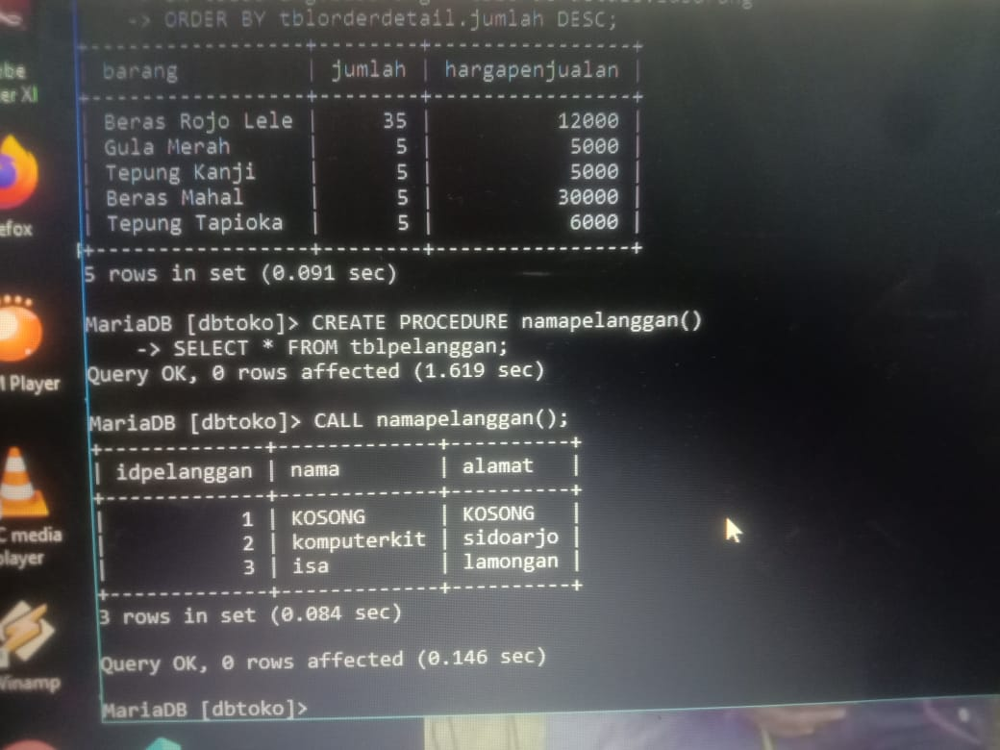 -> ORDER BY tblorderdetail.jumlah DESC;
+-----------------+--------+---------------+
| barang | jumlah | hargapenjualan |
+-----------------+--------+---------------+
| Beras Rojo Lele | 35 | 12000 |
| Gula Merah | 5 | 5000 |
| Tepung Kanji | 5 | 5000 |
| Beras Mahal | 5 | 30000 |
| Tepung Tapioka | 5 | 6000 |
+-----------------+--------+---------------+
5 rows in set (0.091 sec)
MariaDB [dbtoko]> CREATE PROCEDURE namapelanggan()
-> SELECT * FROM tblpelanggan;
Query OK, 0 rows affected (1.619 sec)
MariaDB [dbtoko]> CALL namapelanggan();
+-------------+-------------+----------+
| idpelanggan | nama | alamat |
+-------------+-------------+----------+
| 1 | KOSONG | KOSONG |
| 2 | komputerkit | sidoarjo |
| 3 | isa | lamongan |
+-------------+-------------+----------+
3 rows in set (0.084 sec)
Query OK, 0 rows affected (0.146 sec)
MariaDB [dbtoko]>
obe
er XI
efox
M Player
C media
player
Winamp